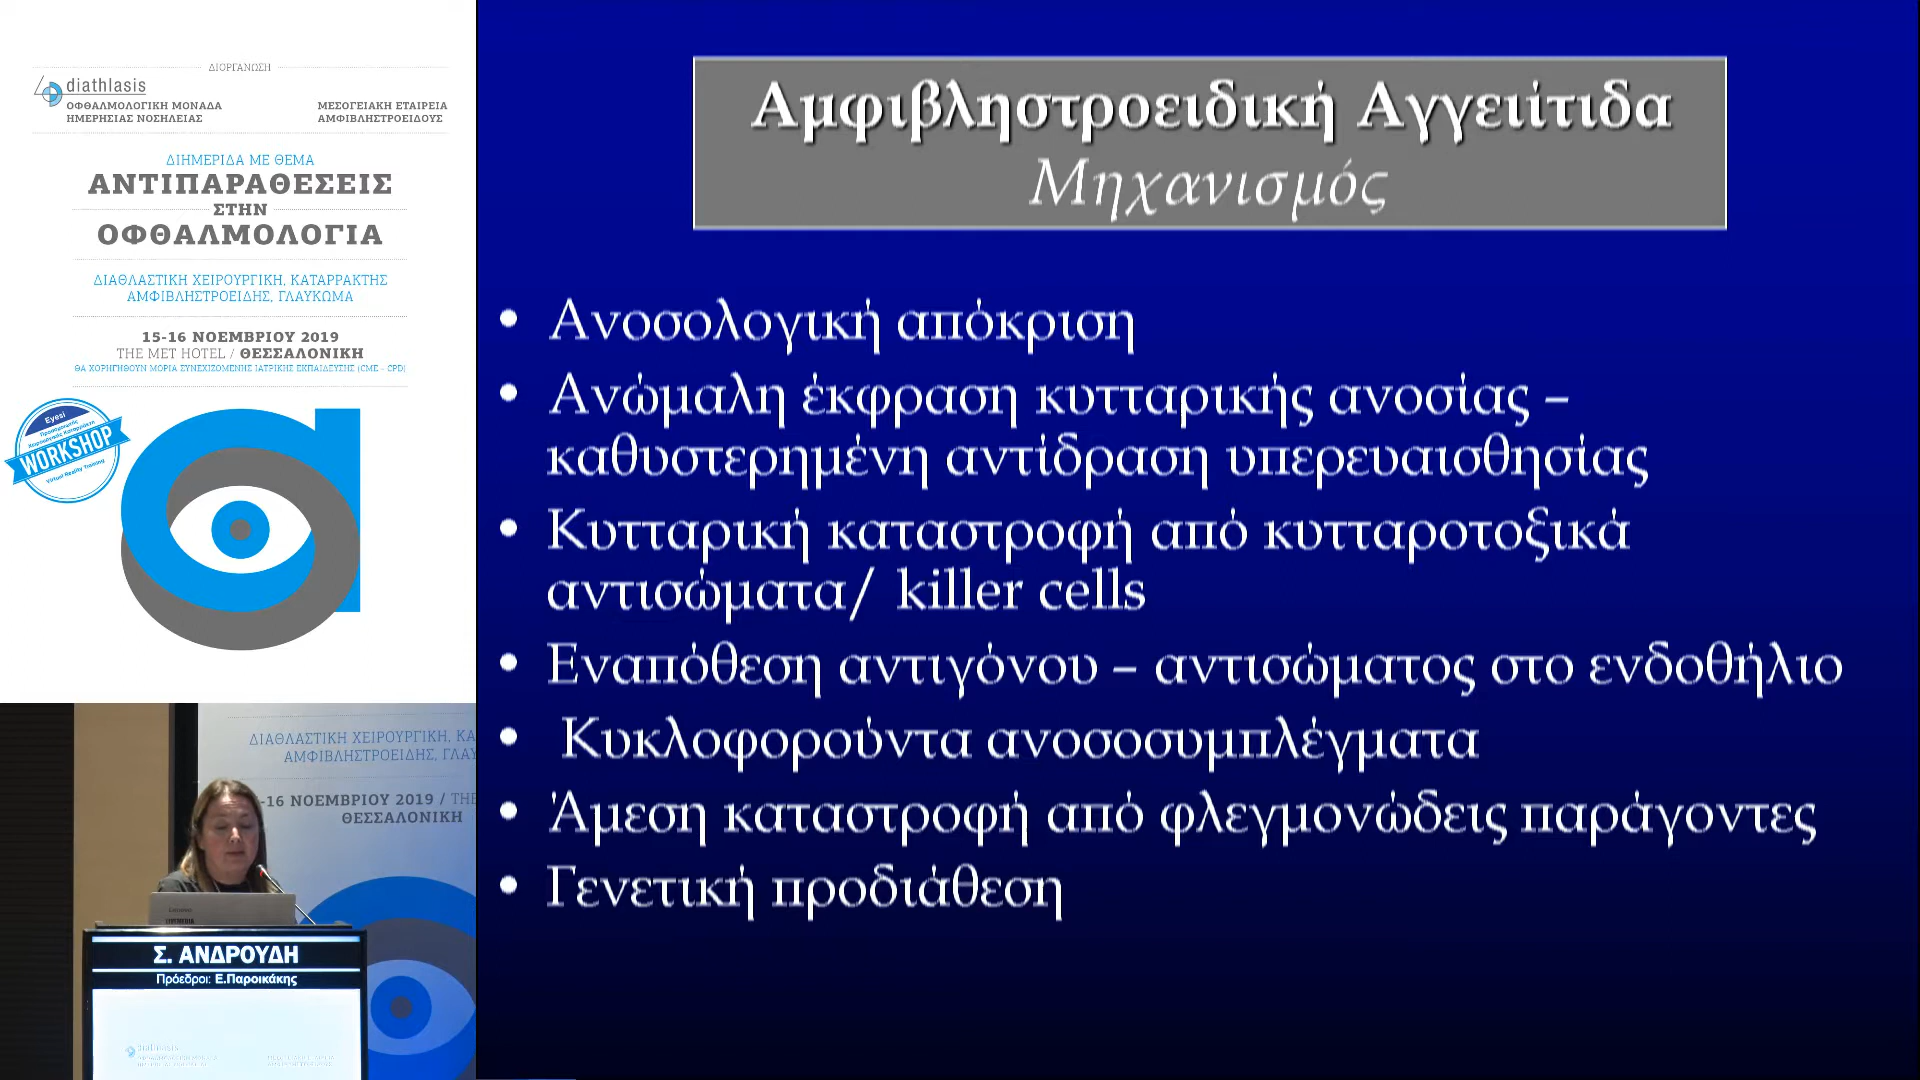 ΔΙΟΡΓΑΝΩΣΗ
diathlasis
ΟΦΘΑΛΜΟΛΟΓΙΚΗ ΜΟΝΑΔΑ
ΗΜΕΡΗΣΙΑΣ ΝΟΣΗΛΕΙΑΣ
ΜΕΣΟΓΕΙΑΚΗ ΕΤΑΙΡΕΙΑ
ΑΜΦΙΒΛΗΣΤΡΟΕΙΔΟΥΣ
ΔΙΗΜΕΡΙΔΑ ΜΕ ΘΕΜΑ
ΑΝΤΙΠΑΡΑΘΕΣΕΙΣ
ΣΤΗΝ
ΟΦΘΑΛΜΟΛΟΓΙΑ
ΔΙΑΘΛΑΣΤΙΚΗ ΧΕΙΡΟΥΡΓΙΚΗ, ΚΑΤΑΡΡΑΚΤΗΣ
ΑΜΦΙΒΛΗΣΤΡΟΕΙΔΗΣ, ΓΛΑΥΚΩΜΑ
15-16 ΝΟΕΜΒΡΙΟΥ 2019
THE MET HOTEL / ΘΕΣΣΑΛΟΝΙΚΗ
ΘΑ ΧΟΡΗΓΗΘΟΥΝ ΜΟΡΙΑ ΣΥΝΕΧΙΖΟΜΕΝΗΣ ΙΑΤΡΙΚΗΣ ΕΚΠΑΙΔΕΥΣΗΣ (CME - CPD)
Eyesi
WORKSHOP
Virtual Reality Training
Αμφιβληστροειδική Αγγειίτιδα
Μηχανισμός
• Ανοσολογική απόκριση
• Ανώμαλη έκφραση κυτταρικής ανοσίας –
καθυστερημένη αντίδραση υπερευαισθησίας
• Κυτταρική καταστροφή από κυτταροτοξικά
αντισώματα/ killer cells
• Εναπόθεση αντιγόνου – αντισώματος στο ενδοθήλιο
• Κυκλοφορούντα ανοσοσυμπλέγματα
• Άμεση καταστροφή από φλεγμονώδεις παράγοντες
• Γενετική προδιάθεση
ΔΙΑΘΛΑΣΤΙΚΗ ΧΕΙΡΟΥΡΓΙΚΗ, ΚΑ
ΑΜΦΙΒΛΗΣΤΡΟΕΙΔΗΣ, ΓΛΑΥ
-16 ΝΟΕΜΒΡΙΟΥ 2019 / THE
ΘΕΣΣΑΛΟΝΙΚΗ
Σ. ΑΝΔΡΟΥΔΗ
Πρόεδροι: Ε.Παροικάκης